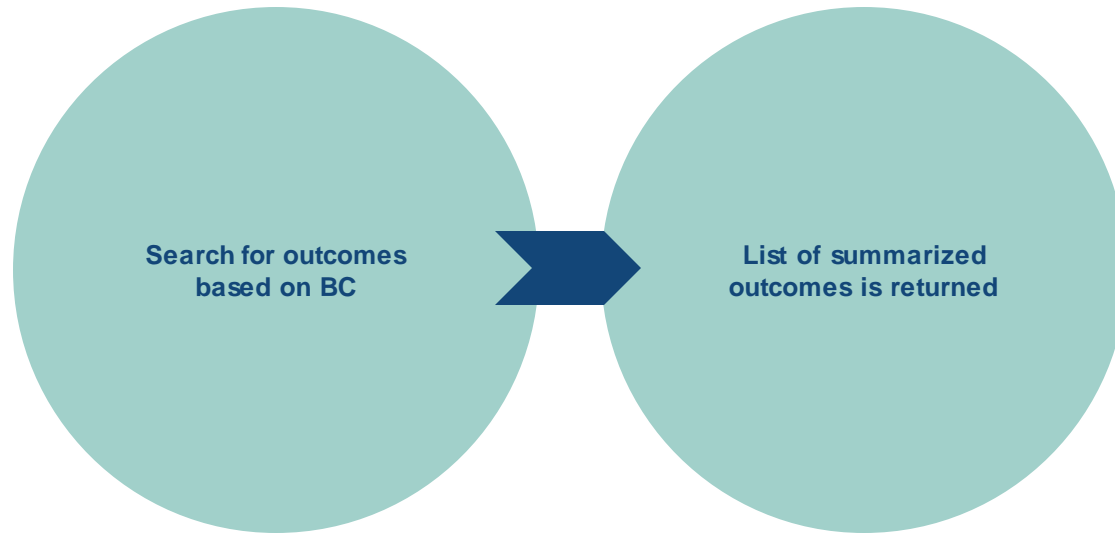 Search for outcomes
based on BC
List of summarized
outcomes is returned